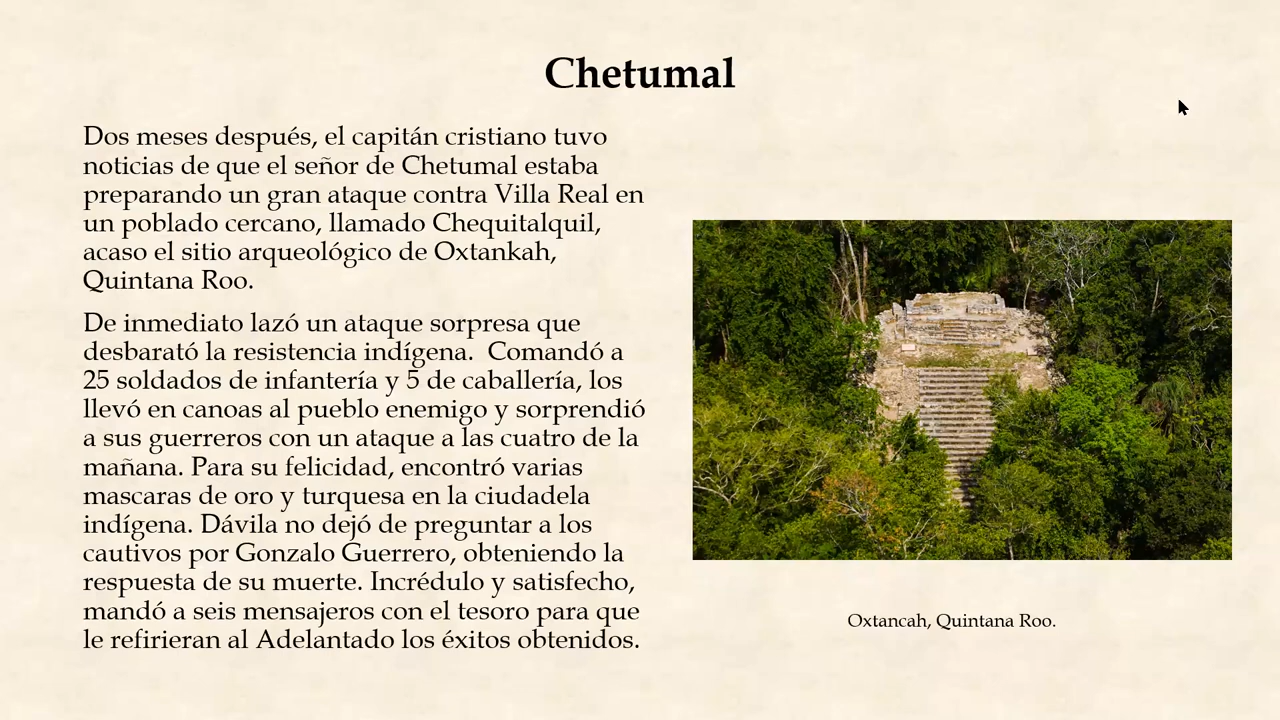 Chetumal
Dos meses después, el capitán cristiano tuvo
noticias de que el señor de Chetumal estaba
preparando un gran ataque contra Villa Real en
un poblado cercano, llamado Chequitalquil,
acaso el sitio arqueológico de Oxtankah,
Quintana Roo.
De inmediato lazó un ataque sorpresa que
desbarató la resistencia indígena.  Comandó a
25 soldados de infantería y 5 de caballería, los
llevó en canoas al pueblo enemigo y sorprendió
a sus guerreros con un ataque a las cuatro de la
mañana. Para su felicidad, encontró varias
mascaras de oro y turquesa en la ciudadela
indígena. Dávila no dejó de preguntar a los
cautivos por Gonzalo Guerrero, obteniendo la
respuesta de su muerte. Incrédulo y satisfecho,
mandó a seis mensajeros con el tesoro para que
le refirieran al Adelantado los éxitos obtenidos.
Oxtancah, Quintana Roo.